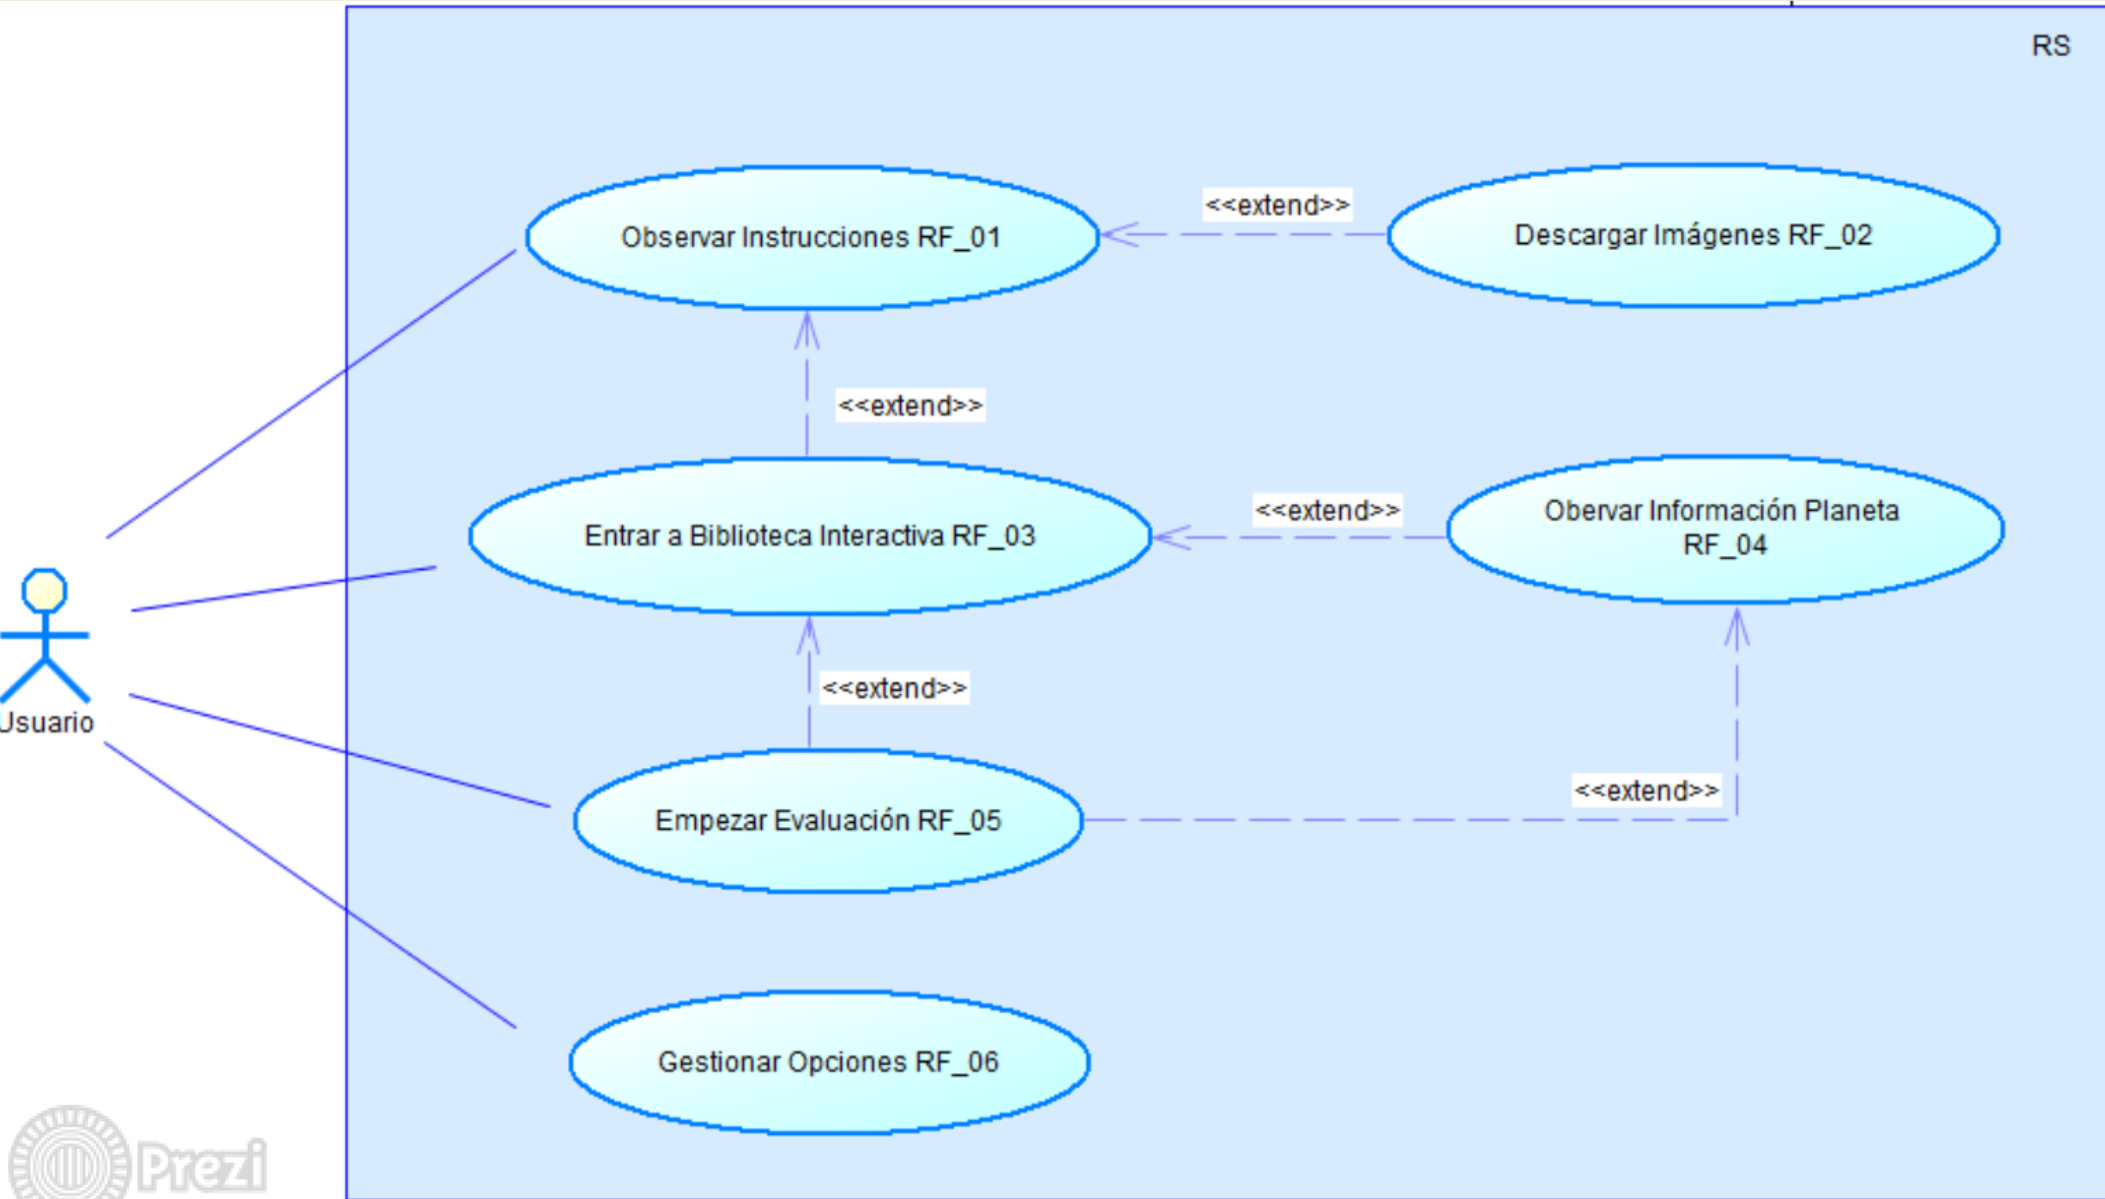 RS
Observar Instrucciones RF_01
<<extend>>
Descargar Imágenes RF_02
<<extend>>
Entrar a Biblioteca Interactiva RF_03
<<extend>>
Obervar Información Planeta
RF_04
<<extend>>
Usuario
Empezar Evaluación RF_05
<<extend>>
Gestionar Opciones RF_06
Prezi